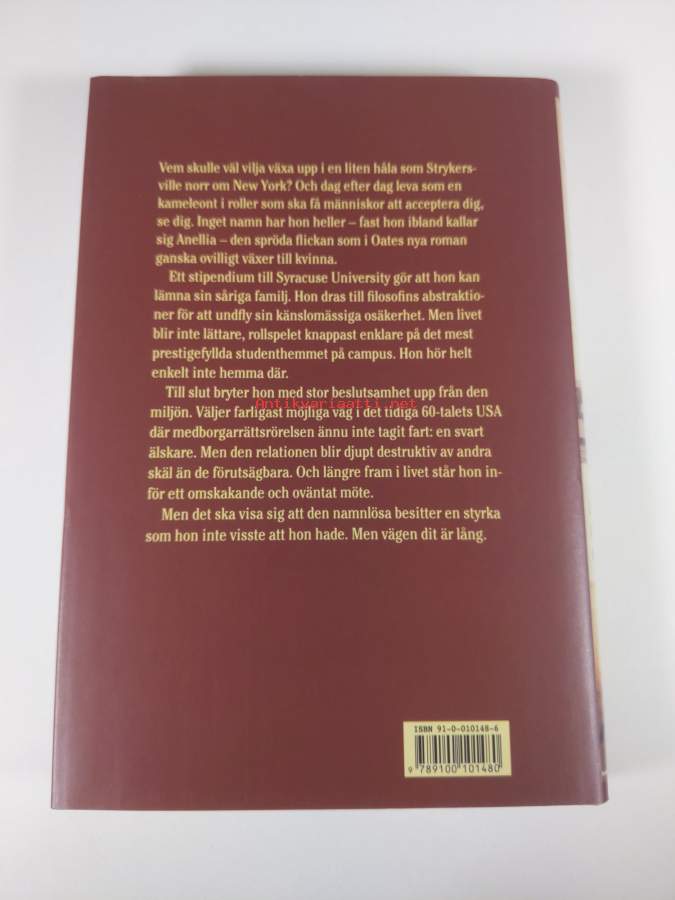 Vem skulle väl vilja växa upp i en liten håla som Strykers-
ville norr om New York? Och dag efter dag leva som en
kameleont i roller som ska få människor att acceptera dig,
se dig. Inget namn har hon heller – fast hon ibland kallar
sig Anellia – den spröda flickan som i Oates nya roman
ganska ovilligt växer till kvinna.
Ett stipendium till Syracuse University gör att hon kan
lämna sin såriga familj. Hon dras till filosofins abstraktio-
ner för att undfly sin känslomässiga osäkerhet. Men livet
blir inte lättare, rollspelet knappast enklare på det mest
prestigefyllda studenthemmet på campus. Hon hör helt
enkelt inte hemma där.
Till slut bryter hon med stor beslutsamhet upp från den
miljön. Väljer farligast möjliga väg i det tidiga 60-talets USA
Antikvariaatti.net
där medborgarrättsrörelsen ännu inte tagit fart: en svart
älskare. Men den relationen blir djupt destruktiv av andra
skäl än de förutsägbara. Och längre fram i livet står hon in-
för ett omskakande och oväntat möte.
Men det ska visa sig att den namnlösa besitter en styrka
som hon inte visste att hon hade. Men vägen dit är lång.
ISBN 91-0-010148-6
9 789100 101480